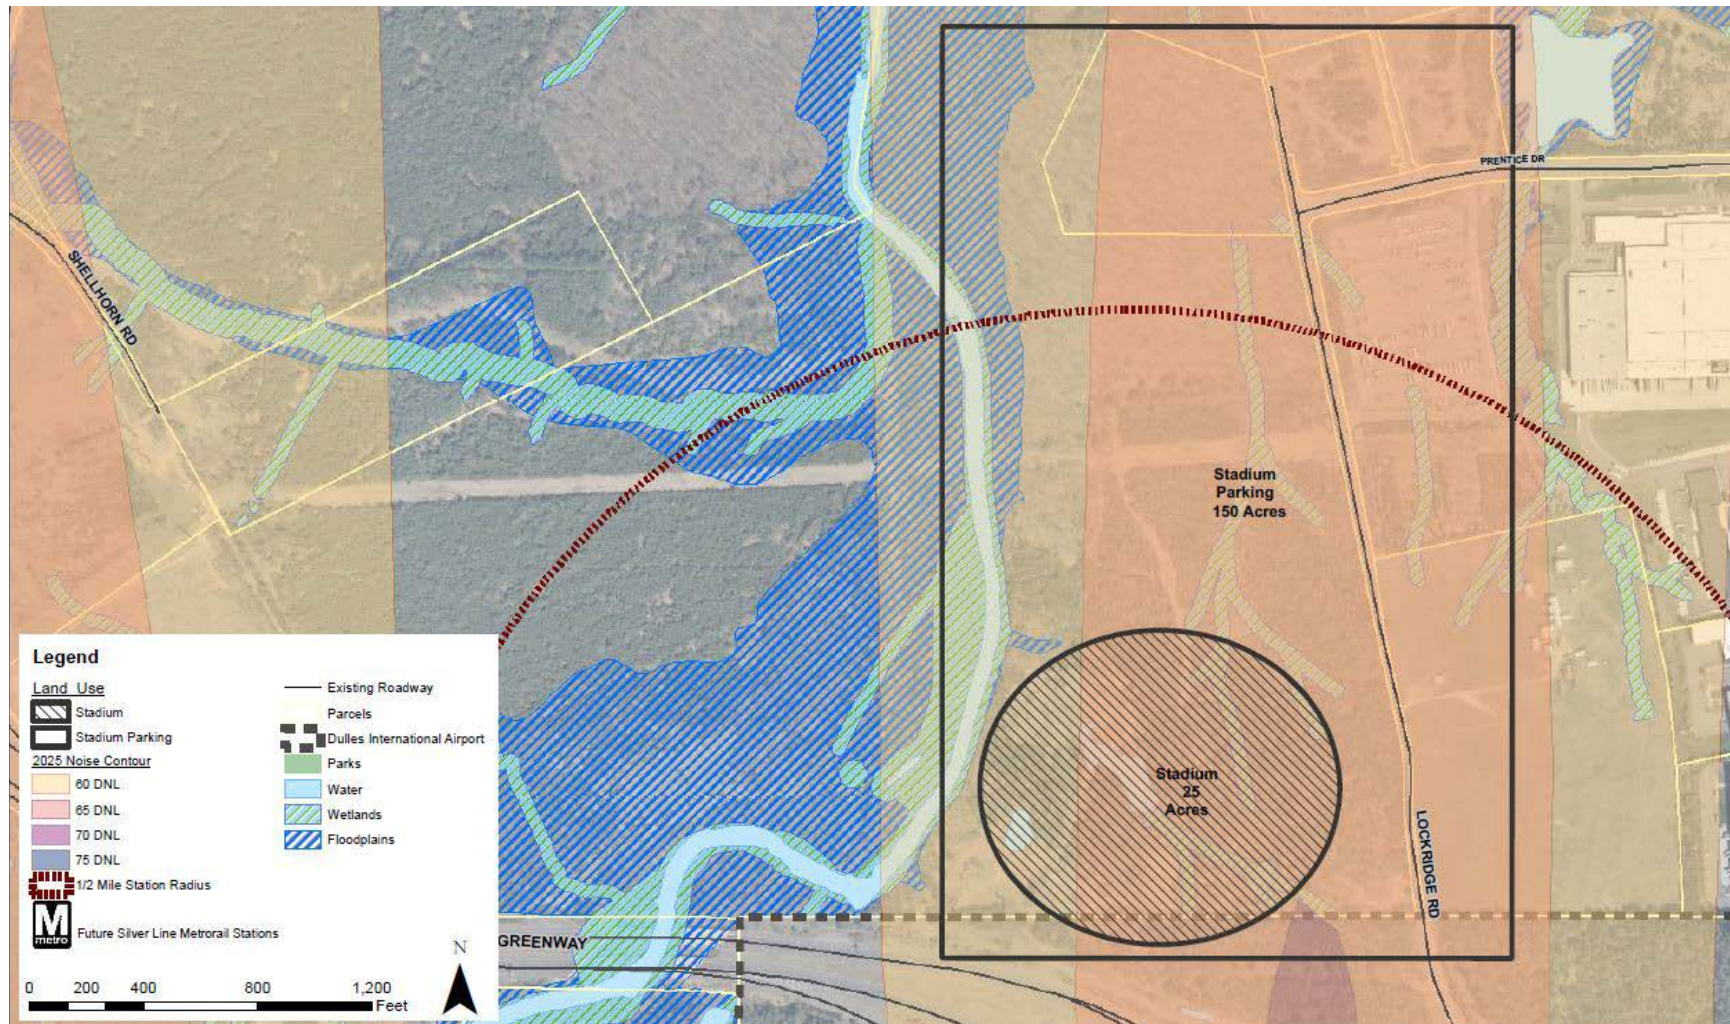 PRENTICE DR
SHELLHORN RD
Stadium
Parking
150 Acres
Stadium
25
Acres
LOCKRIDGE RD
GREENWAY
Legend
Land Use
Stadium
Stadium Parking
2025 Noise Contour
60 DNL
65 DNL
70 DNL
75 DNL
1/2 Mile Station Radius
M
metro
Future Silver Line Metrorail Stations
Existing Roadway
Parcels
Dulles International Airport
Parks
Water
Wetlands
Floodplains
N
0 200 400 800 1,200
Feet